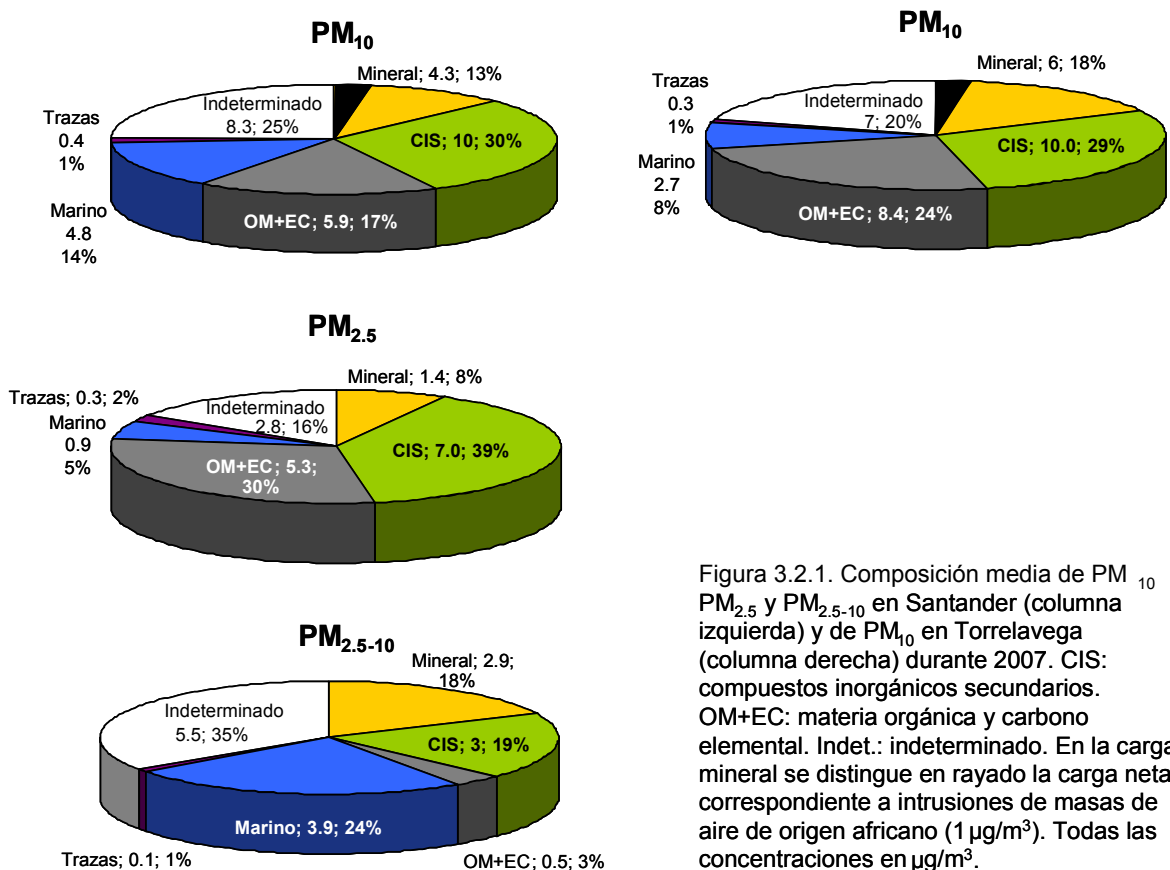 PM10
Mineral; 4.3; 13%
Trazas
0.4
1%
Indeterminado
8.3; 25%
CIS; 10; 30%
OM+EC; 5.9; 17%
Marino
4.8
14%
PM10
Mineral; 6; 18%
Trazas
0.3
1%
Indeterminado
7; 20%
CIS; 10.0; 29%
Marino
2.7
8%
OM+EC; 8.4; 24%
PM2.5
Mineral; 1.4; 8%
Trazas; 0.3; 2%
Indeterminado
2.8; 16%
Marino
0.9
5%
CIS; 7.0; 39%
OM+EC; 5.3;
30%
PM2.5-10
Mineral; 2.9;
18%
Indeterminado
5.5; 35%
CIS; 3; 19%
Marino; 3.9; 24%
Trazas; 0.1; 1%
OM+EC; 0.5; 3%
Figura 3.2.1. Composición media de PM 10
PM2.5 y PM2.5-10 en Santander (columna
izquierda) y de PM10 en Torrelavega
(columna derecha) durante 2007. CIS:
compuestos inorgánicos secundarios.
OM+EC: materia orgánica y carbono
elemental. Indet.: indeterminado. En la carga
mineral se distingue en rayado la carga neta
correspondiente a intrusiones de masas de
aire de origen africano (1 µg/m³). Todas las
concentraciones en µg/m³.